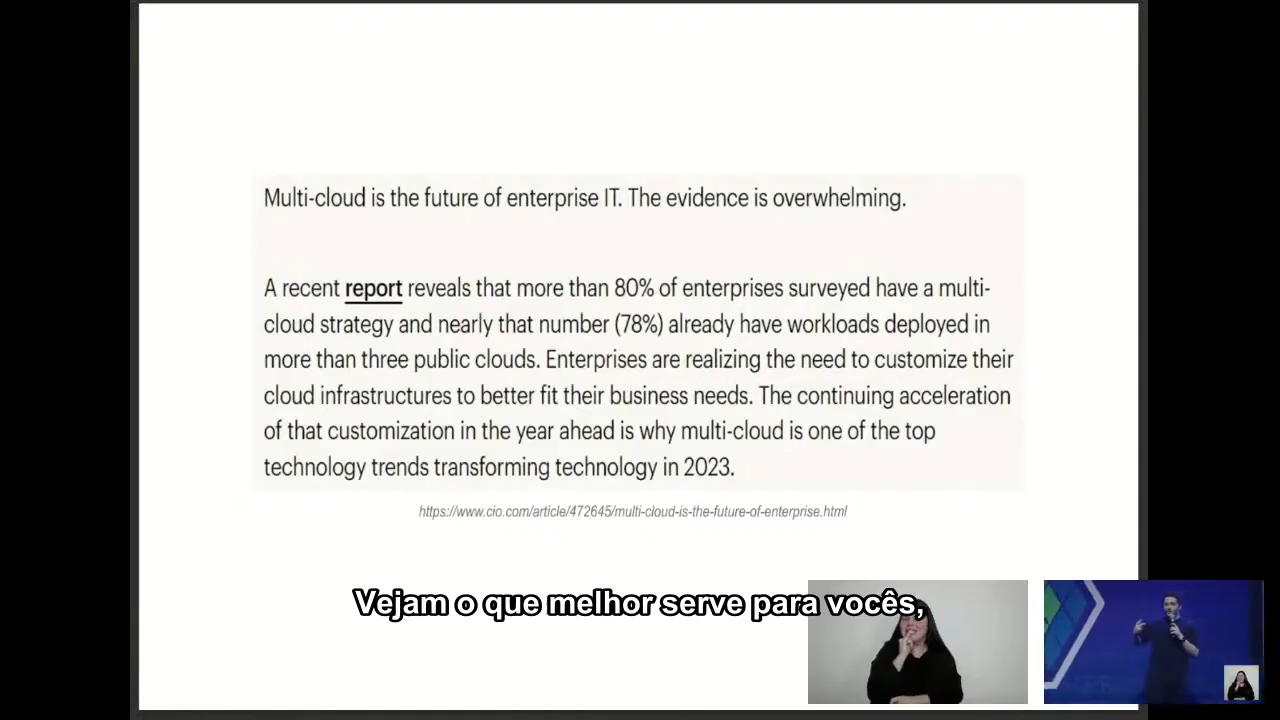 Multi-cloud is the future of enterprise IT. The evidence is overwhelming.
A recent report reveals that more than 80% of enterprises surveyed have a multi-
cloud strategy and nearly that number (78%) already have workloads deployed in
more than three public clouds. Enterprises are realizing the need to customize their
cloud infrastructures to better fit their business needs. The continuing acceleration
of that customization in the year ahead is why multi-cloud is one of the top
technology trends transforming technology in 2023.
https://www.cio.com/article/472645/multi-cloud-is-the-future-of-enterprise.html
Vejam o que melhor serve para vocês,